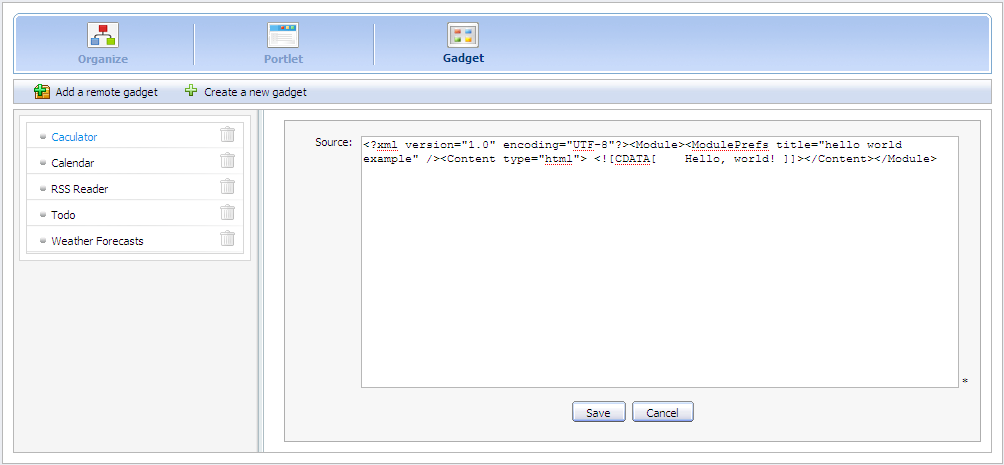 Organize
Portlet
Gadget
Add a remote gadget
Create a new gadget
Caculator
Calendar
RSS Reader
Todo
Weather Forecasts
Source:
<?xml version="1.0" encoding="UTF-8"?><Module><ModulePrefs title="hello world
example" /><Content type="html"> <![CDATA[    Hello, world! ]]></Content></Module>
*
Save
Cancel